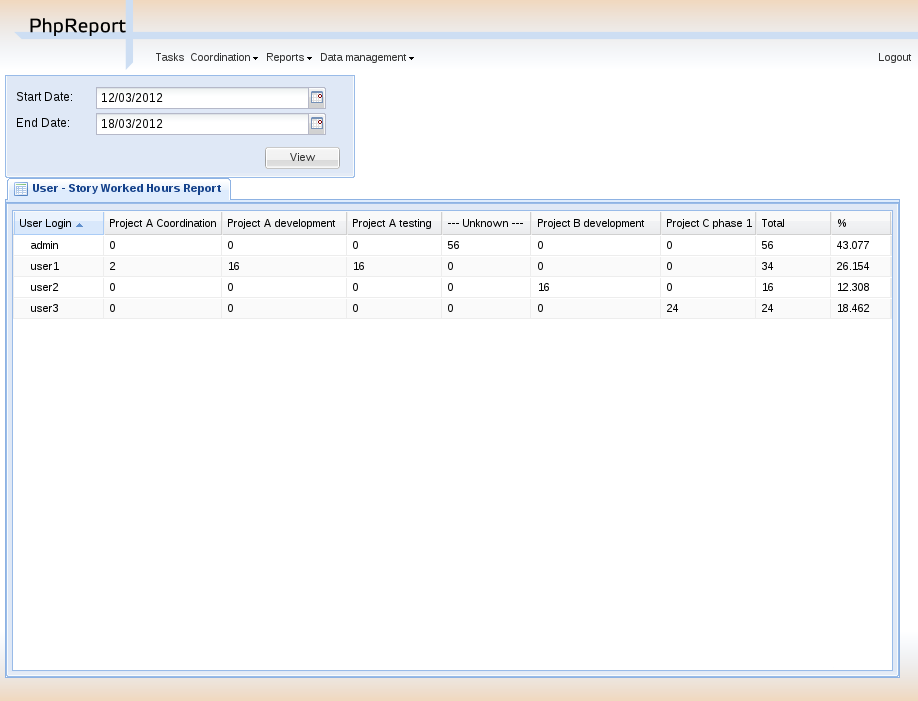 PhpReport
Tasks Coordination Reports Data management Logout
Start Date: 12/03/2012
End Date: 18/03/2012
View
User - Story Worked Hours Report
User Login Project A Coordination Project A development Project A testing --- Unknown --- Project B development Project C phase 1 Total %
admin 0 0 0 56 0 0 56 43.077
user1 2 16 16 0 0 0 34 26.154
user2 0 0 0 0 16 0 16 12.308
user3 0 0 0 0 0 24 24 18.462